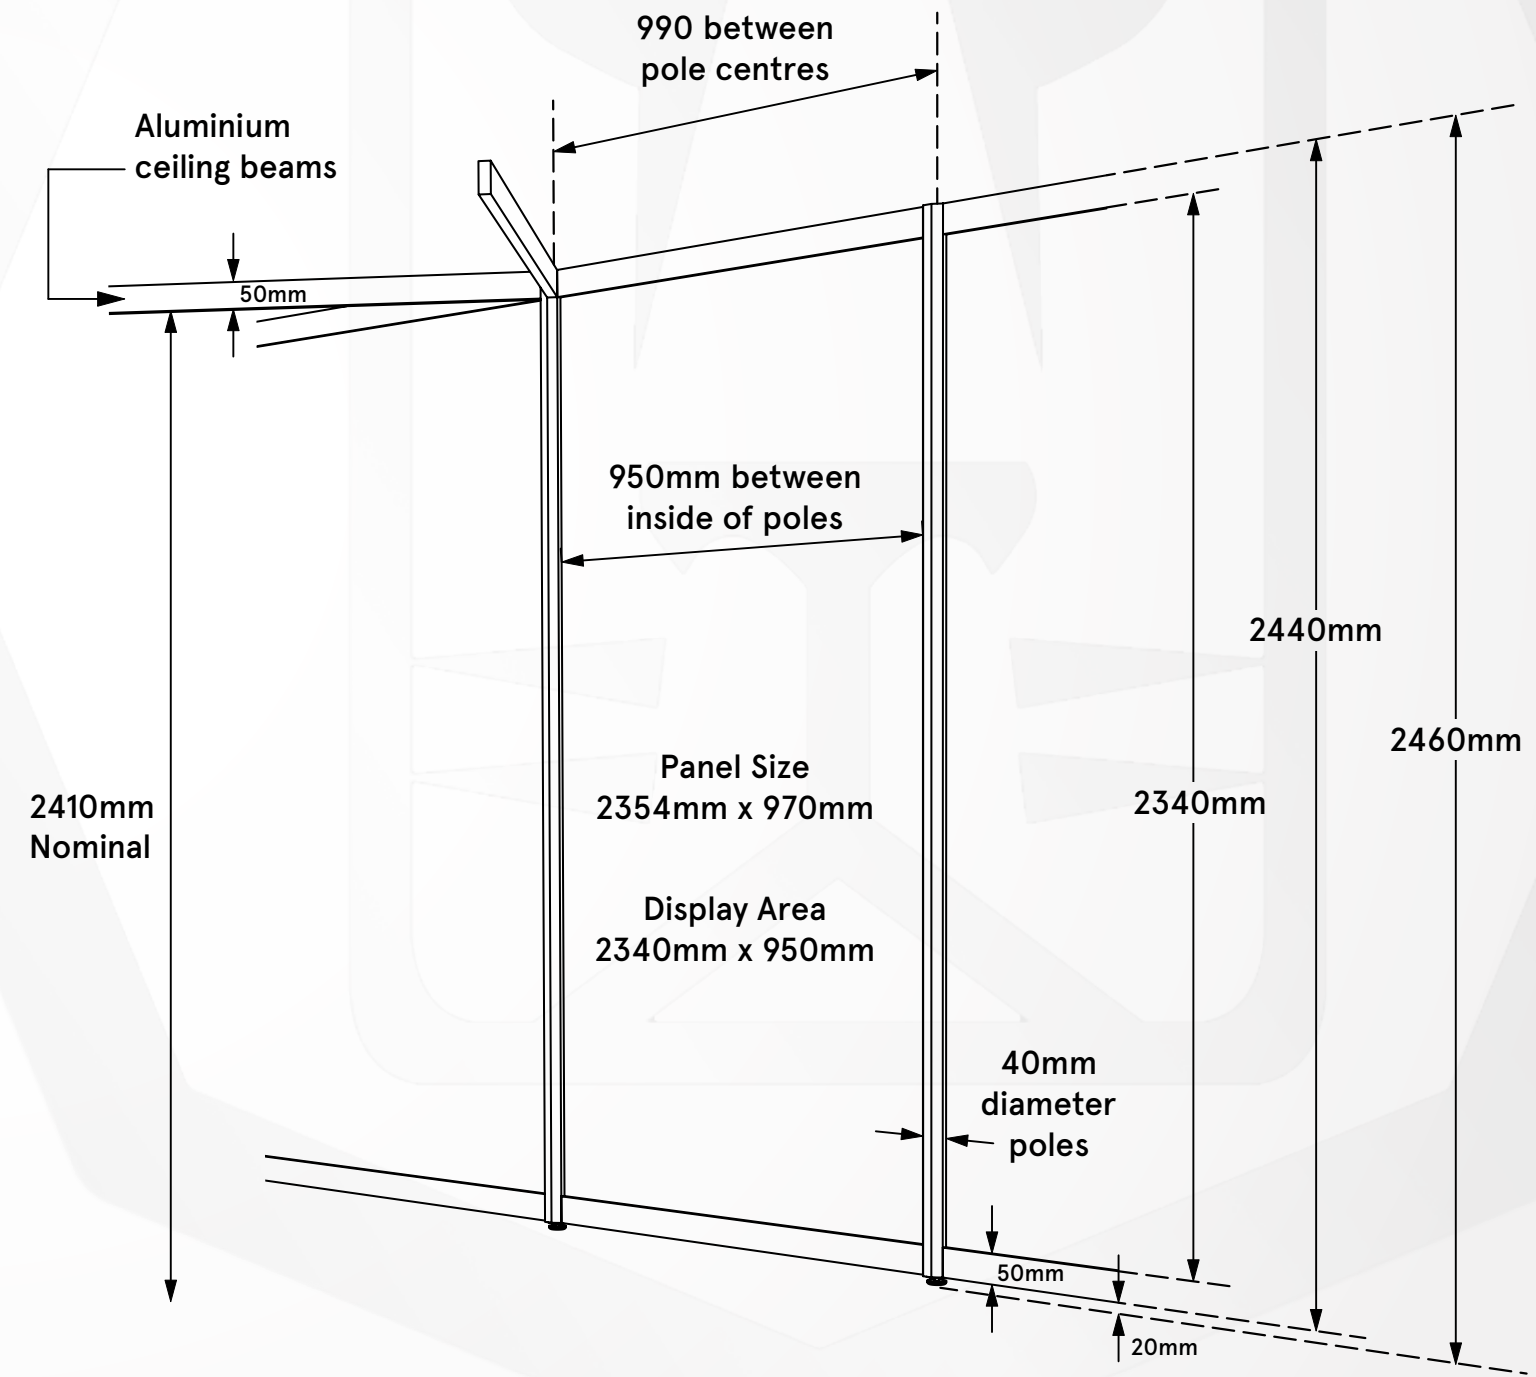 990 between
pole centres
Aluminium
ceiling beams
50mm
950mm between
inside of poles
2440mm
2460mm
Panel Size
2354mm x 970mm
2340mm
2410mm
Nominal
Display Area
2340mm x 950mm
40mm
diameter
poles
50mm
20mm